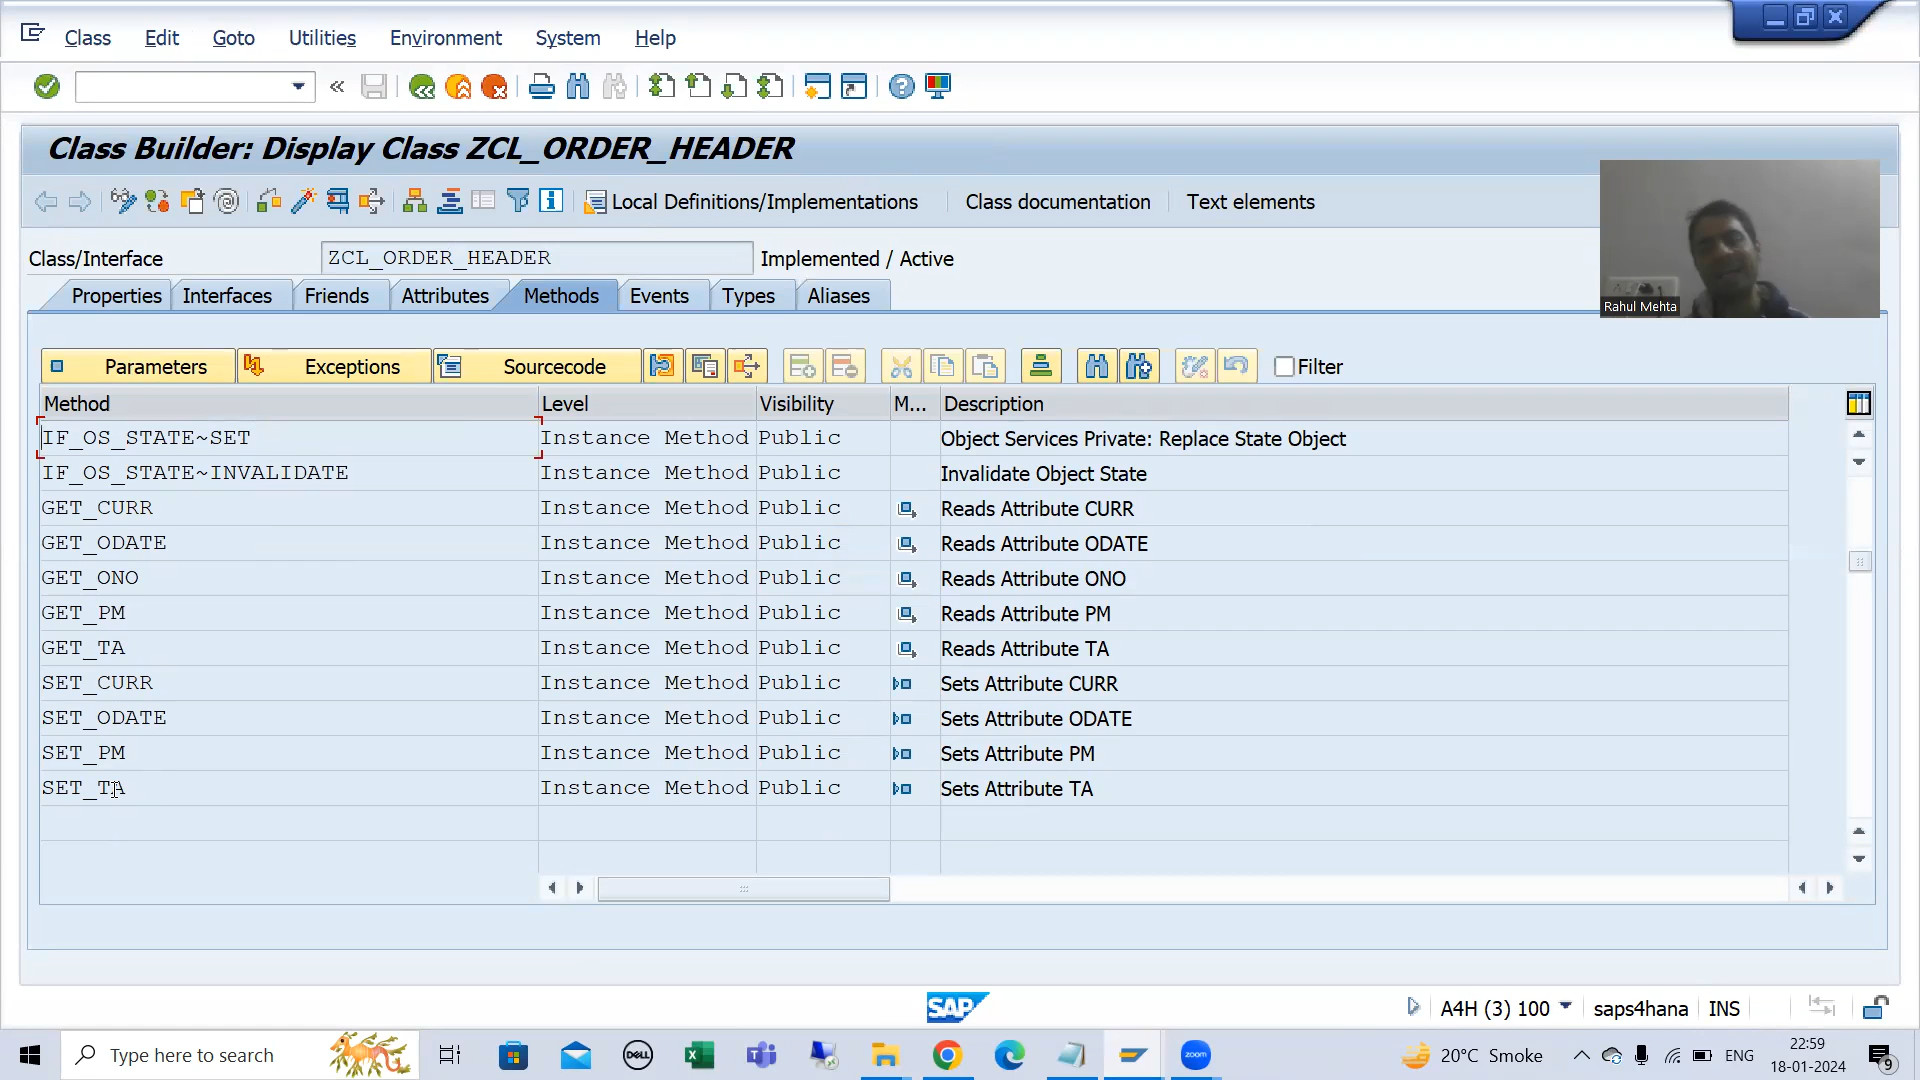 Class Edit Goto Utilities Environment System Help
«
Class Builder: Display Class ZCL_ORDER_HEADER
Local Definitions/Implementations Class documentation Text elements
Class/Interface ZCL_ORDER_HEADER Implemented / Active
Properties Interfaces Friends Attributes Methods Events Types Aliases
Rahul Mehta
Parameters Exceptions Sourcecode Filter
Method Level Visibility M... Description
IF_OS_STATE~SET Instance Method Public Object Services Private: Replace State Object
IF_OS_STATE~INVALIDATE Instance Method Public Invalidate Object State
GET_CURR Instance Method Public Reads Attribute CURR
GET_ODATE Instance Method Public Reads Attribute ODATE
GET_ONO Instance Method Public Reads Attribute ONO
GET_PM Instance Method Public Reads Attribute PM
GET_TA Instance Method Public Reads Attribute TA
SET_CURR Instance Method Public Sets Attribute CURR
SET_ODATE Instance Method Public Sets Attribute ODATE
SET_PM Instance Method Public Sets Attribute PM
SET_TA Instance Method Public Sets Attribute TA
SAP A4H (3) 100 saps4hana INS
Type here to search DELL zoom 20°C Smoke ENG 22:59
18-01-2024 9